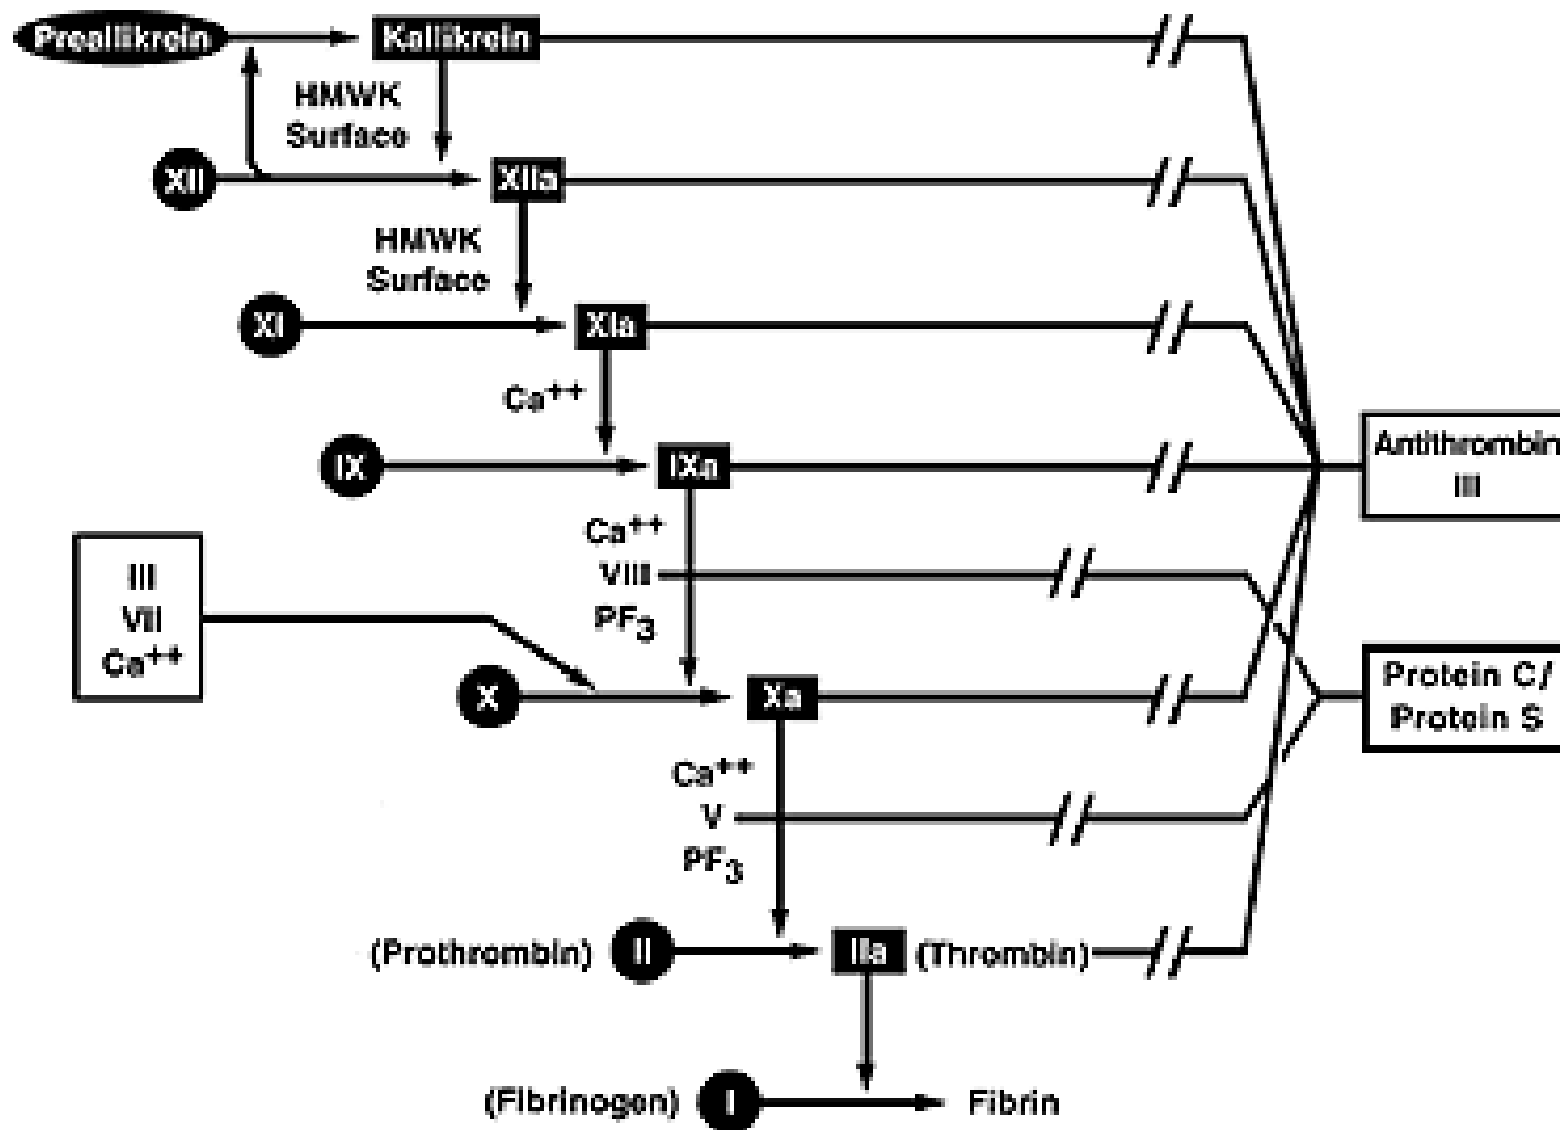 Preallikrein
Kallikrein
HMWK
Surface
XII
XIIa
HMWK
Surface
XI
XIa
Ca++
IX
IXa
Antithrombin
III
Ca++
VIII
PF3
III
VII
Ca++
X
Xa
Protein C/
Protein S
Ca++
V
PF3
(Prothrombin)
II
IIa
(Thrombin)
(Fibrinogen)
I
Fibrin